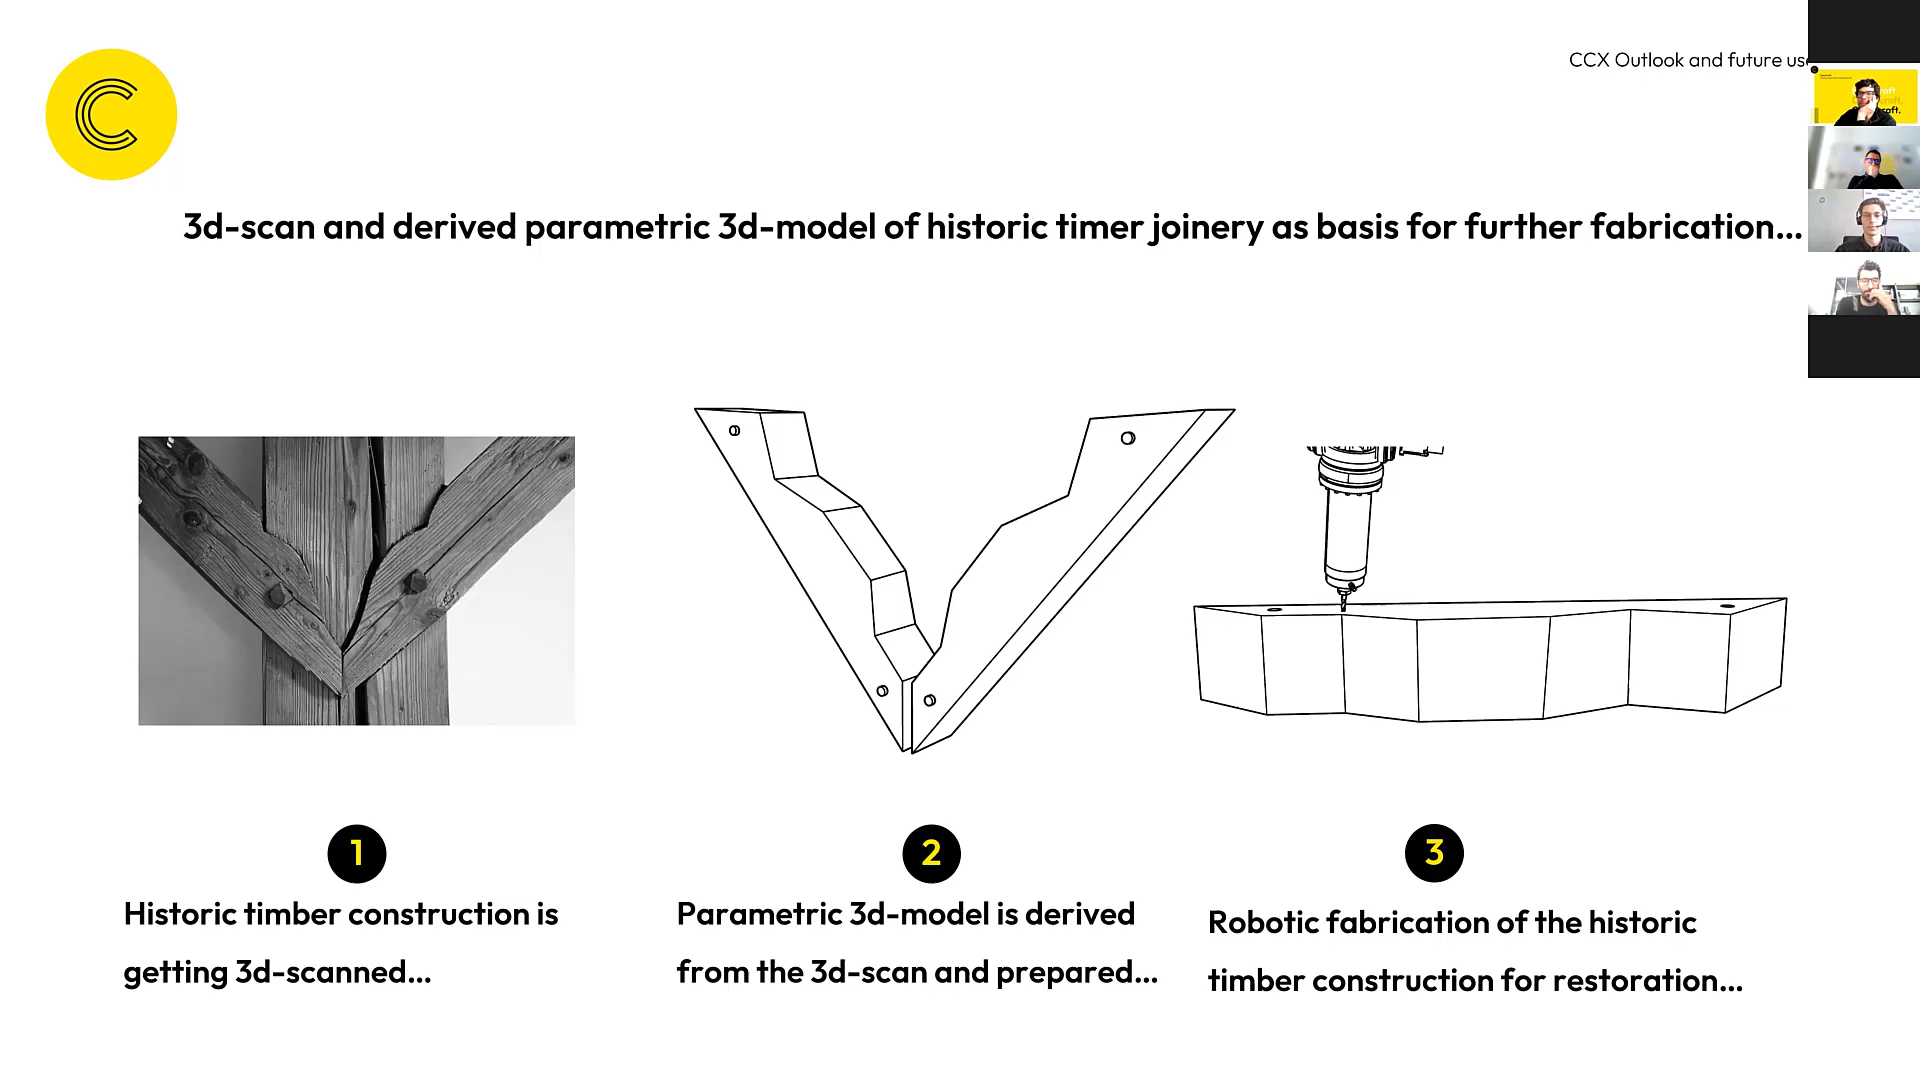 CCX Outlook and future use
3d-scan and derived parametric 3d-model of historic timer joinery as basis for further fabrication...
1
Historic timber construction is
getting 3d-scanned...
2
Parametric 3d-model is derived
from the 3d-scan and prepared...
3
Robotic fabrication of the historic
timber construction for restoration...